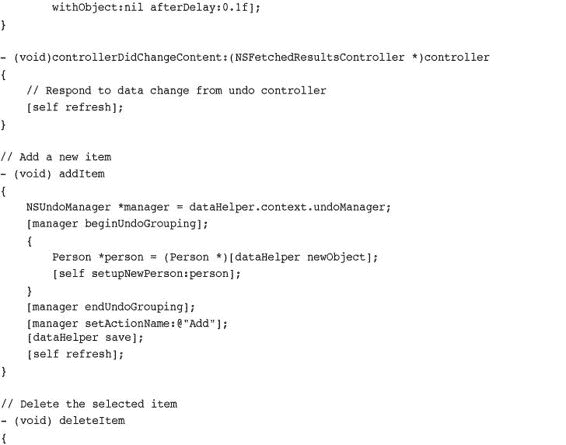 withObject:nil afterDelay:0.1f];
}
- (void)controllerDidChangeContent:(NSFetchedResultsController *)controller
{
// Respond to data change from undo controller
[self refresh];
}
// Add a new item
- (void) addItem
{
NSUndoManager *manager = dataHelper.context.undoManager;
[manager beginUndoGrouping];
{
Person *person = (Person *)[dataHelper newObject];
[self setupNewPerson:person];
}
[manager endUndoGrouping];
[manager setActionName:@"Add"];
[dataHelper save];
[self refresh];
}
// Delete the selected item
- (void) deleteItem
{